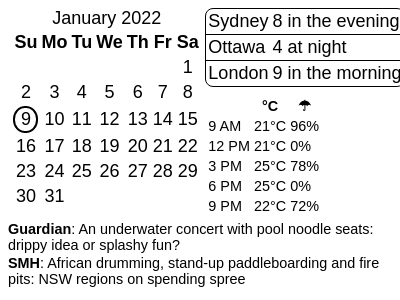 January 2022
Su Mo Tu We Th Fr Sa
1
2 3 4 5 6 7 8
9 10 11 12 13 14 15
16 17 18 19 20 21 22
23 24 25 26 27 28 29
30 31
Sydney 8 in the evening
Ottawa 4 at night
London 9 in the morning
°C ☂
9 AM 21°C 96%
12 PM 21°C 0%
3 PM 25°C 78%
6 PM 25°C 0%
9 PM 22°C 72%
Guardian: An underwater concert with pool noodle seats:
drippy idea or splashy fun?
SMH: African drumming, stand-up paddleboarding and fire
pits: NSW regions on spending spree